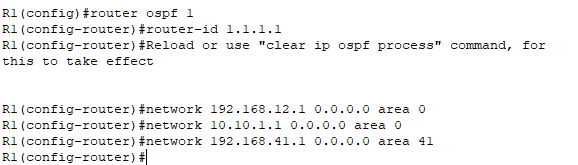 R1(config)#router ospf 1
R1(config-router)#router-id 1.1.1.1
R1(config-router)#Reload or use "clear ip ospf process" command, for
this to take effect
R1(config-router)#network 192.168.12.1 0.0.0.0 area 0
R1(config-router)#network 10.10.1.1 0.0.0.0 area 0
R1(config-router)#network 192.168.41.1 0.0.0.0 area 41
R1(config-router)#